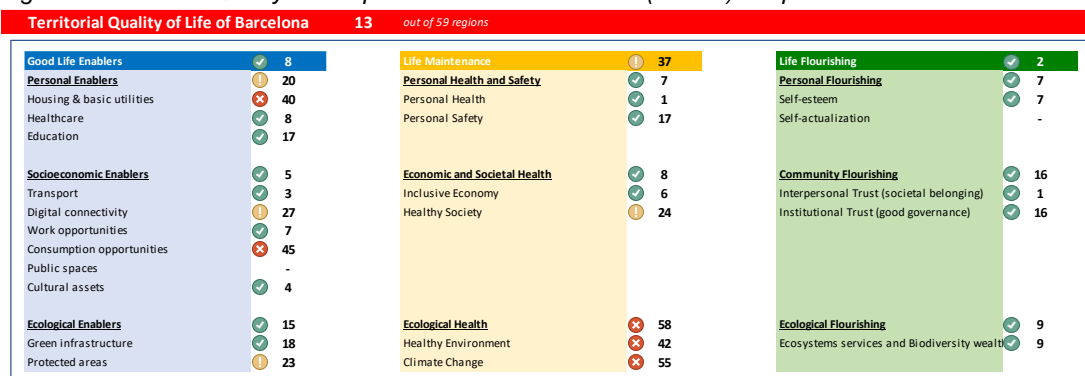 Territorial Quality of Life of Barcelona 13 out of 59 regions
Good Life Enablers 8
Personal Enablers 20
Housing & basic utilities 40
Healthcare 8
Education 17
Socioeconomic Enablers 5
Transport 3
Digital connectivity 27
Work opportunities 7
Consumption opportunities 45
Public spaces -
Cultural assets 4
Ecological Enablers 15
Green infrastructure 18
Protected areas 23
Life Maintenance 37
Personal Health and Safety 7
Personal Health 1
Personal Safety 17
Economic and Societal Health 8
Inclusive Economy 6
Healthy Society 24
Ecological Health 58
Healthy Environment 42
Climate Change 55
Life Flourishing 2
Personal Flourishing 7
Self-esteem 7
Self-actualization -
Community Flourishing 16
Interpersonal Trust (societal belonging) 1
Institutional Trust (good governance) 16
Ecological Flourishing 9
Ecosystems services and Biodiversity wealt 9